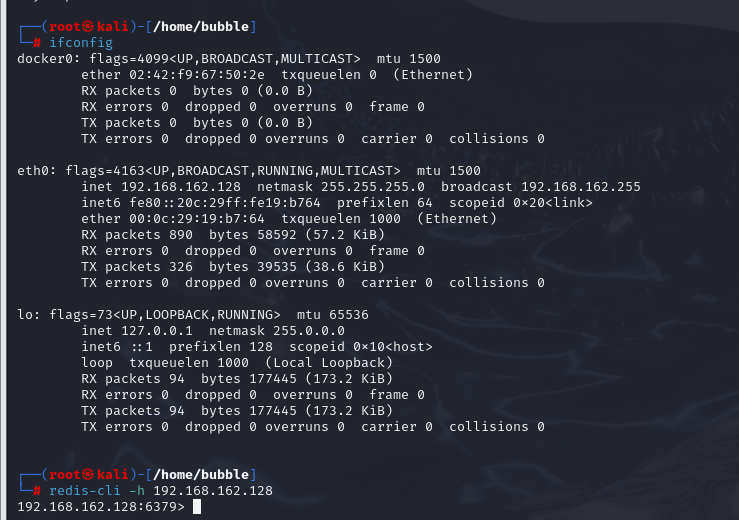 ┌──(root㉿kali)-[/home/bubble]
└─# ifconfig
docker0: flags=4099<UP,BROADCAST,MULTICAST>  mtu 1500
        ether 02:42:f9:67:50:2e  txqueuelen 0  (Ethernet)
        RX packets 0  bytes 0 (0.0 B)
        RX errors 0  dropped 0  overruns 0  frame 0
        TX packets 0  bytes 0 (0.0 B)
        TX errors 0  dropped 0 overruns 0  carrier 0  collisions 0

eth0: flags=4163<UP,BROADCAST,RUNNING,MULTICAST>  mtu 1500
        inet 192.168.162.128  netmask 255.255.255.0  broadcast 192.168.162.255
        inet6 fe80::20c:29ff:fe19:b764  prefixlen 64  scopeid 0×20<link>
        ether 00:0c:29:19:b7:64  txqueuelen 1000  (Ethernet)
        RX packets 890  bytes 58592 (57.2 KiB)
        RX errors 0  dropped 0  overruns 0  frame 0
        TX packets 326  bytes 39535 (38.6 KiB)
        TX errors 0  dropped 0 overruns 0  carrier 0  collisions 0

lo: flags=73<UP,LOOPBACK,RUNNING>  mtu 65536
        inet 127.0.0.1  netmask 255.0.0.0
        inet6 ::1  prefixlen 128  scopeid 0×10<host>
        loop  txqueuelen 1000  (Local Loopback)
        RX packets 94  bytes 177445 (173.2 KiB)
        RX errors 0  dropped 0  overruns 0  frame 0
        TX packets 94  bytes 177445 (173.2 KiB)
        TX errors 0  dropped 0 overruns 0  carrier 0  collisions 0

┌──(root㉿kali)-[/home/bubble]
└─# redis-cli -h 192.168.162.128
192.168.162.128:6379>